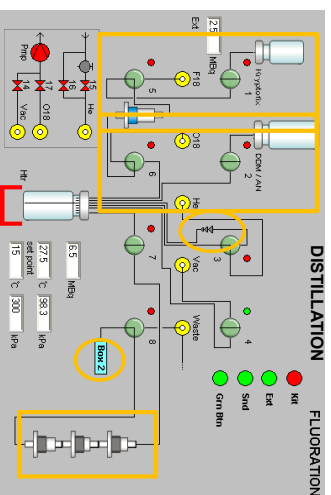 DISTILLATION FLUORATION
Kit
Ext
Snd
Grn Btn
Kryptofix
DDM / AN
1
2
3
4
Ext
2.5 MBq
F18
O18
He
Vac
Waste
5
6
7
8
Box 2
He
O18
Vac
15
16
17
14
Pmp
Htr
6.5 MBq
27.5 °C 98.3 kPa
set point
15 °C 300 kPa